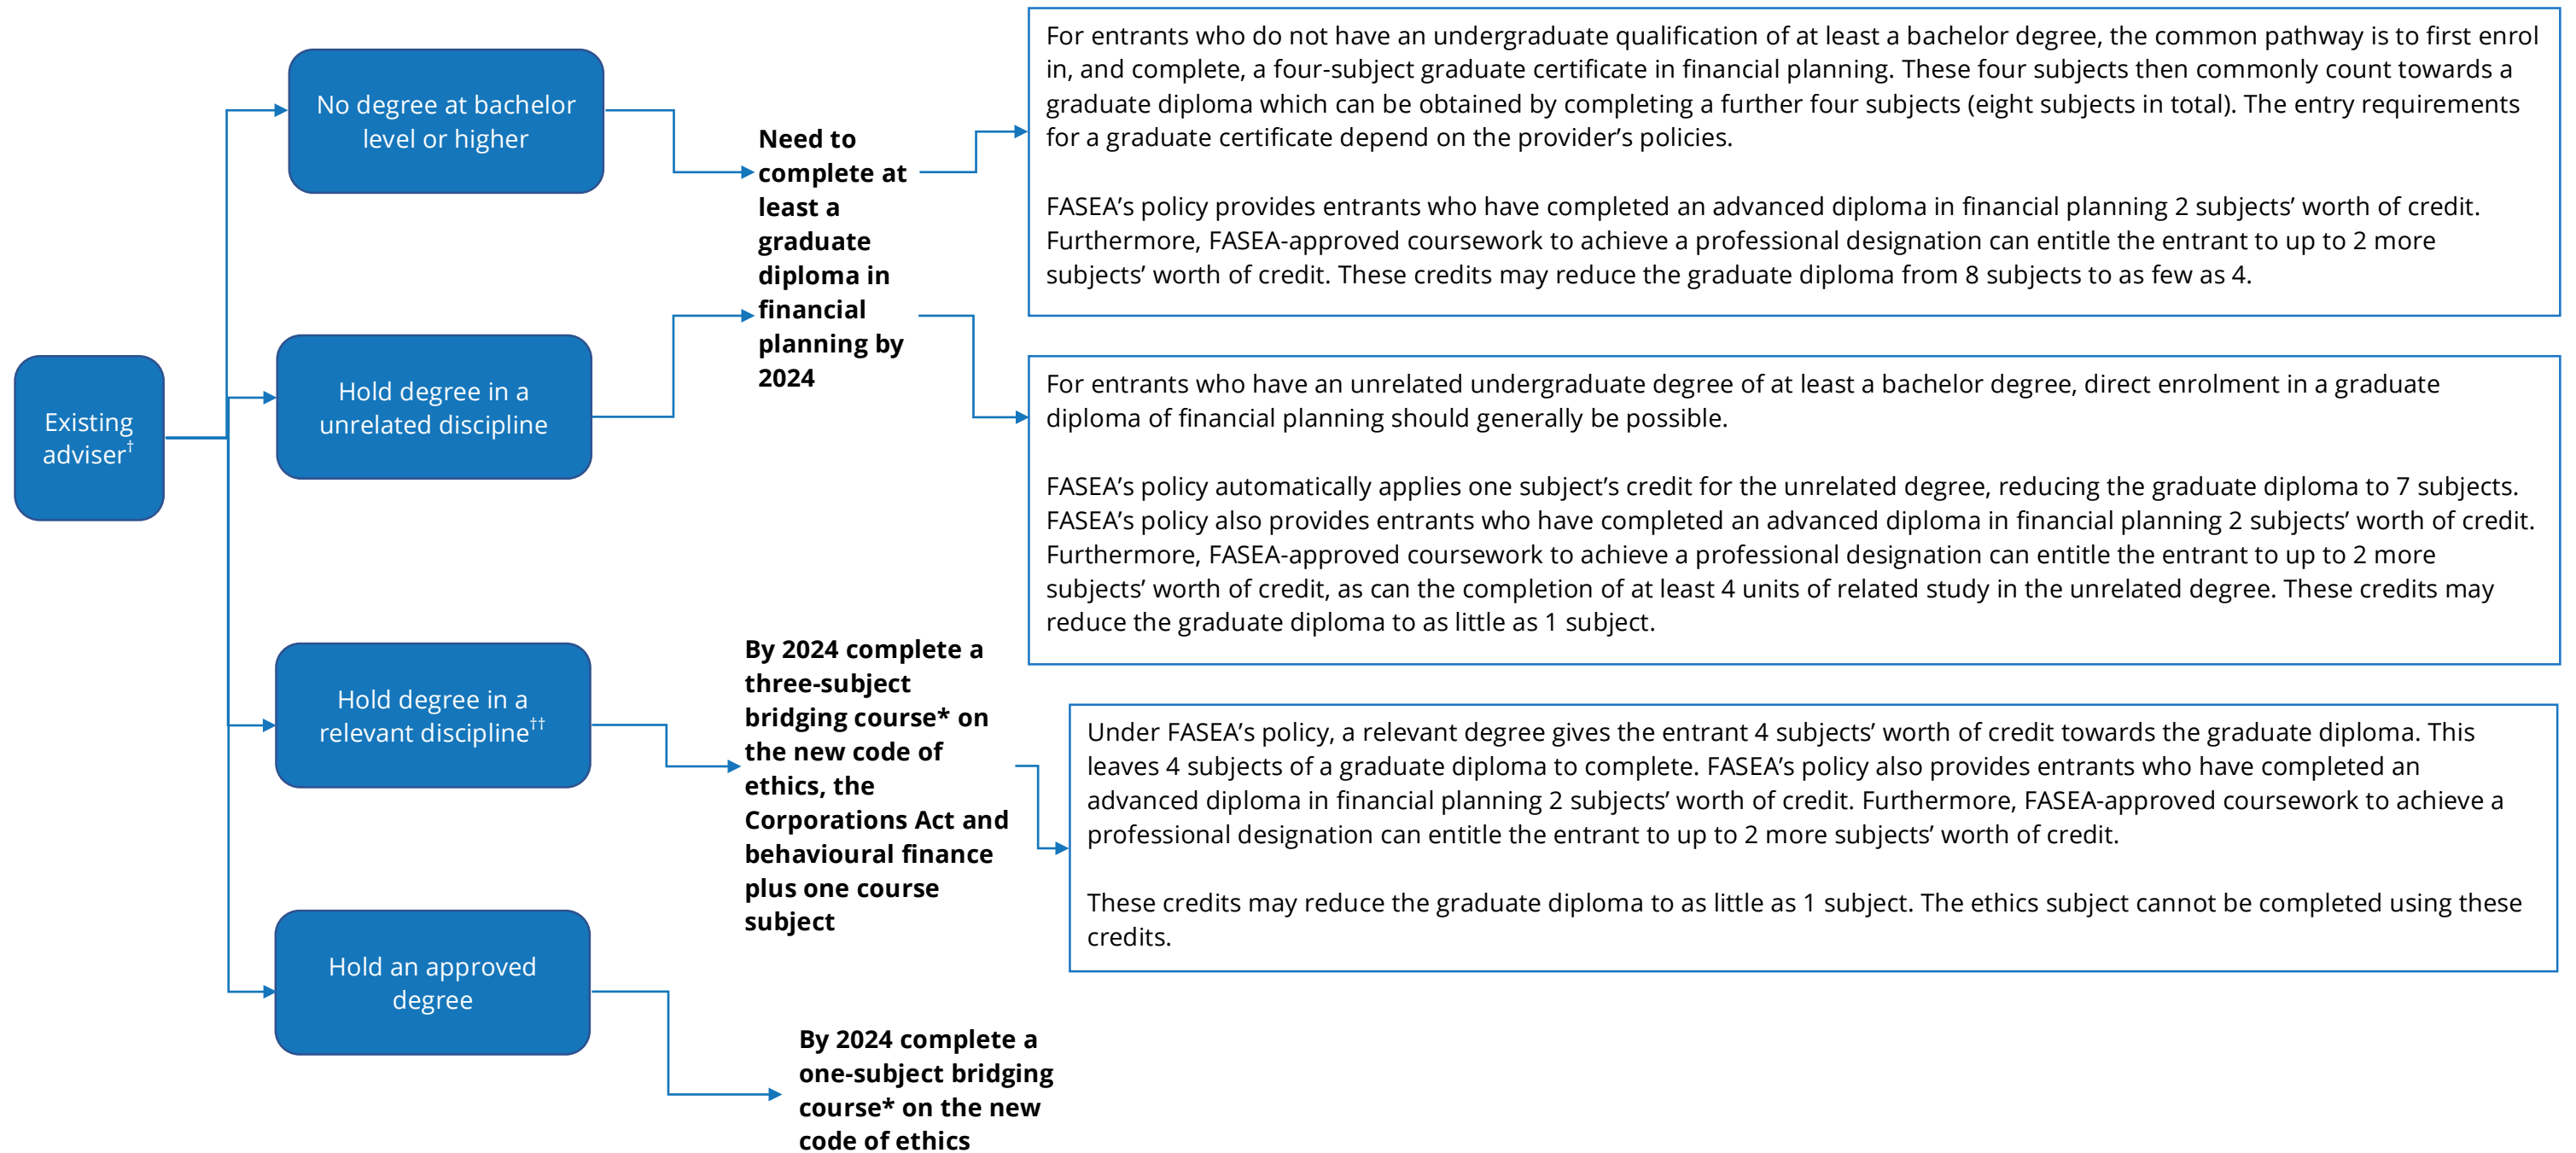 Existing
adviser†
No degree at bachelor
level or higher
Need to
complete at
least a
graduate
diploma in
financial
planning by
2024
For entrants who do not have an undergraduate qualification of at least a bachelor degree, the common pathway is to first enrol
in, and complete, a four-subject graduate certificate in financial planning. These four subjects then commonly count towards a
graduate diploma which can be obtained by completing a further four subjects (eight subjects in total). The entry requirements
for a graduate certificate depend on the provider’s policies.
FASEA’s policy provides entrants who have completed an advanced diploma in financial planning 2 subjects’ worth of credit.
Furthermore, FASEA-approved coursework to achieve a professional designation can entitle the entrant to up to 2 more
subjects’ worth of credit. These credits may reduce the graduate diploma from 8 subjects to as few as 4.
Hold degree in a
unrelated discipline
For entrants who have an unrelated undergraduate degree of at least a bachelor degree, direct enrolment in a graduate
diploma of financial planning should generally be possible.
FASEA’s policy automatically applies one subject’s credit for the unrelated degree, reducing the graduate diploma to 7 subjects.
FASEA’s policy also provides entrants who have completed an advanced diploma in financial planning 2 subjects’ worth of credit.
Furthermore, FASEA-approved coursework to achieve a professional designation can entitle the entrant to up to 2 more
subjects’ worth of credit, as can the completion of at least 4 units of related study in the unrelated degree. These credits may
reduce the graduate diploma to as little as 1 subject.
Hold degree in a
relevant discipline††
By 2024 complete a
three-subject
bridging course* on
the new code of
ethics, the
Corporations Act and
behavioural finance
plus one course
subject
Under FASEA’s policy, a relevant degree gives the entrant 4 subjects’ worth of credit towards the graduate diploma. This
leaves 4 subjects of a graduate diploma to complete. FASEA’s policy also provides entrants who have completed an
advanced diploma in financial planning 2 subjects’ worth of credit. Furthermore, FASEA-approved coursework to achieve a
professional designation can entitle the entrant to up to 2 more subjects’ worth of credit.
These credits may reduce the graduate diploma to as little as 1 subject. The ethics subject cannot be completed using these
credits.
Hold an approved
degree
By 2024 complete a
one-subject bridging
course* on the new
code of ethics